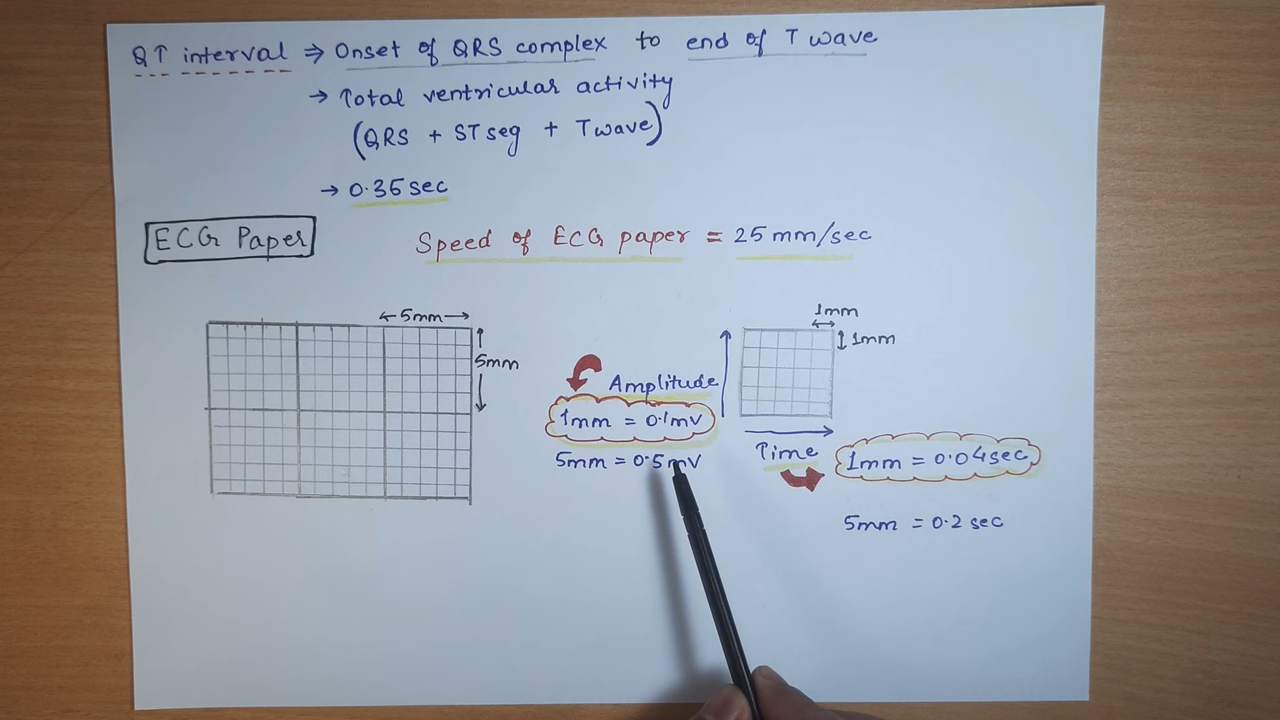 QT interval ⇒ Onset of QRS complex to end of T wave
→ Total ventricular activity
(QRS + ST seg + T wave)
→ 0.35 sec
ECG Paper
Speed of ECG paper = 25 mm/sec
5mm
5mm
1mm
1mm
Amplitude
1mm = 0.1mV
5mm = 0.5mV
Time
1mm = 0.04sec
5mm = 0.2 sec